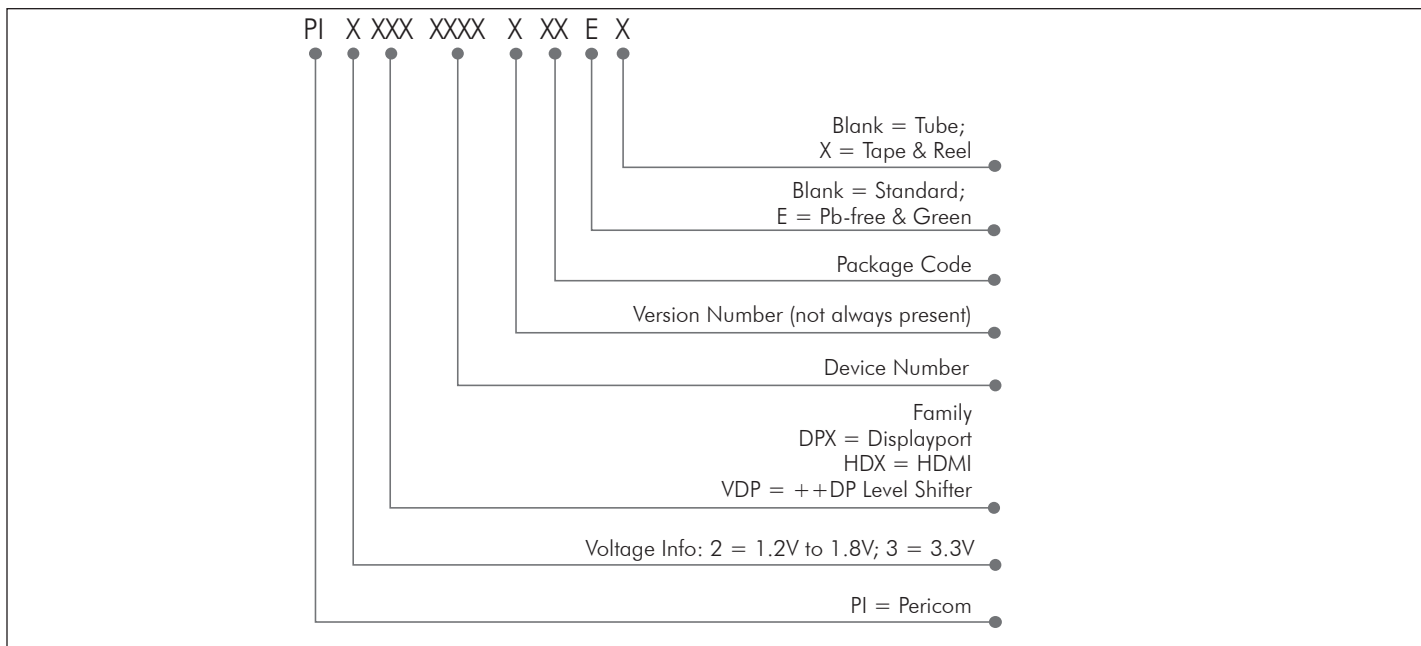 PI X XXX XXXX X XX E X
Blank = Tube;
X = Tape & Reel
Blank = Standard;
E = Pb-free & Green
Package Code
Version Number (not always present)
Device Number
Family
DPX = Displayport
HDX = HDMI
VDP = ++DP Level Shifter
Voltage Info: 2 = 1.2V to 1.8V; 3 = 3.3V
PI = Pericom